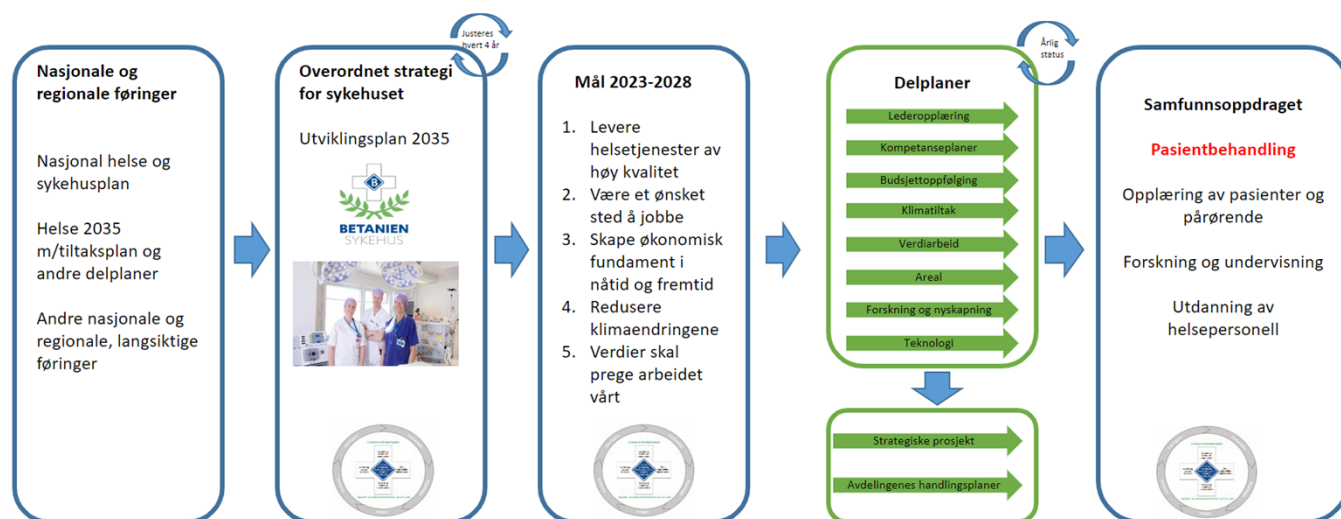 Nasjonale og
regionale føringer
Nasjonal helse og
sykehusplan
Helse 2035
m/tiltaksplan og
andre delplaner
Andre nasjonale og
regionale, langsiktige
føringer
Justeres
hvert 4 år
Overordnet strategi
for sykehuset
Utviklingsplan 2035
B
BETANIEN
SYKEHUS
Mål 2023-2028
1. Levere
helsetjenester av
høy kvalitet
2. Være et ønsket
sted å jobbe
3. Skape økonomisk
fundament i
nåtid og fremtid
4. Redusere
klimaendringene
5. Verdier skal
prege arbeidet
vårt
Delplaner
Lederopplæring
Kompetanseplaner
Budsjettoppfølging
Klimatiltak
Verdiarbeid
Areal
Forskning og nyskapning
Teknologi
Strategiske prosjekt
Avdelingenes handlingsplaner
Årlig
status
Samfunnsoppdraget
Pasientbehandling
Opplæring av pasienter og
pårørende
Forskning og undervisning
Utdanning av
helsepersonell